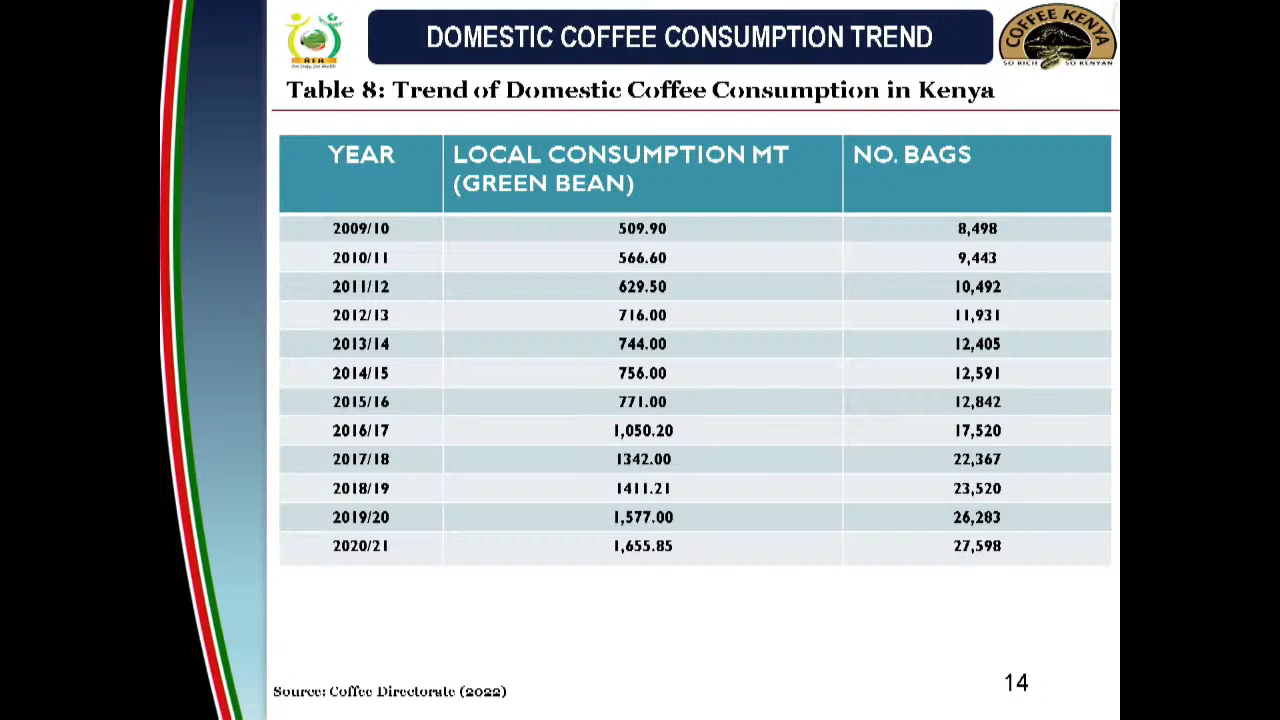 DOMESTIC COFFEE CONSUMPTION TREND
COFFEE KENYA
SO RICH SO KENYAN
AFA
Table 8: Trend of Domestic Coffee Consumption in Kenya
YEAR LOCAL CONSUMPTION MT NO. BAGS
(GREEN BEAN)
2009/10 509.90 8,498
2010/11 566.60 9,443
2011/12 629.50 10,492
2012/13 716.00 11,931
2013/14 744.00 12,405
2014/15 756.00 12,591
2015/16 771.00 12,842
2016/17 1,050.20 17,520
2017/18 1342.00 22,367
2018/19 1411.21 23,520
2019/20 1,577.00 26,283
2020/21 1,655.85 27,598
Source: Coffee Directorate (2022)
14